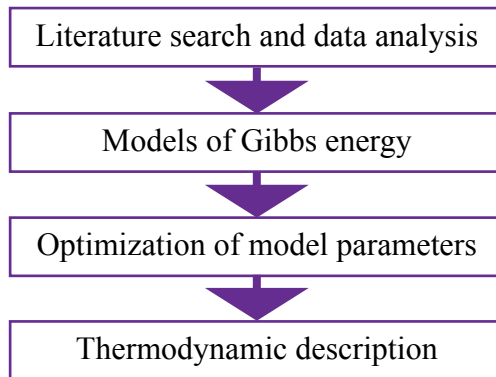 Literature search and data analysis
Models of Gibbs energy
Optimization of model parameters
Thermodynamic description